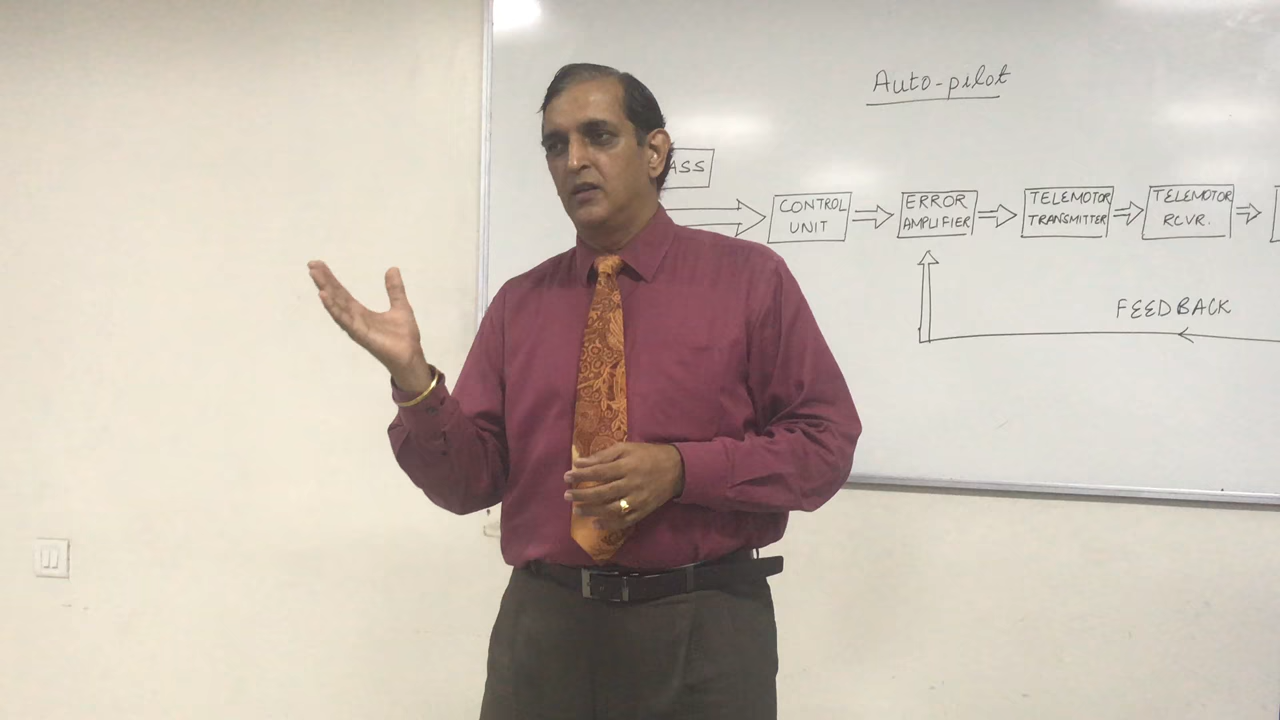 Auto-pilot
ASS
CONTROL
UNIT
ERROR
AMPLIFIER
TELEMOTOR
TRANSMITTER
TELEMOTOR
RCVR.
FEEDBACK